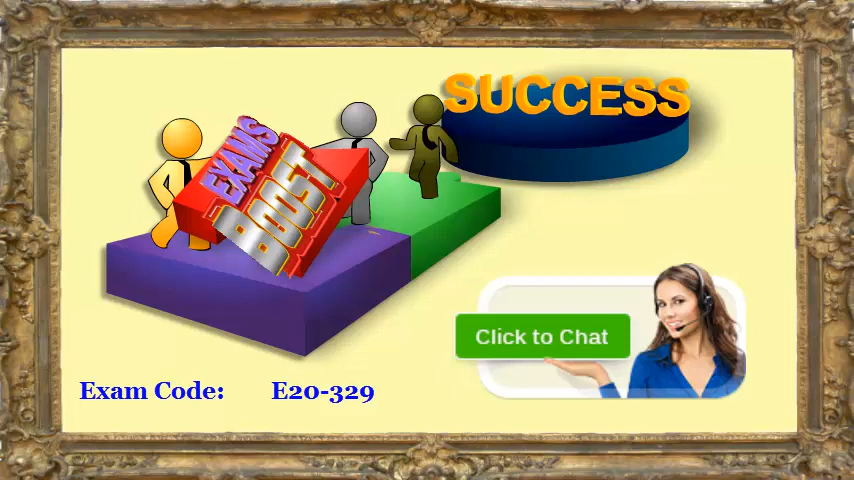 SUCCESS
EXAMS
BOOST
Click to Chat
Exam Code: E20-329